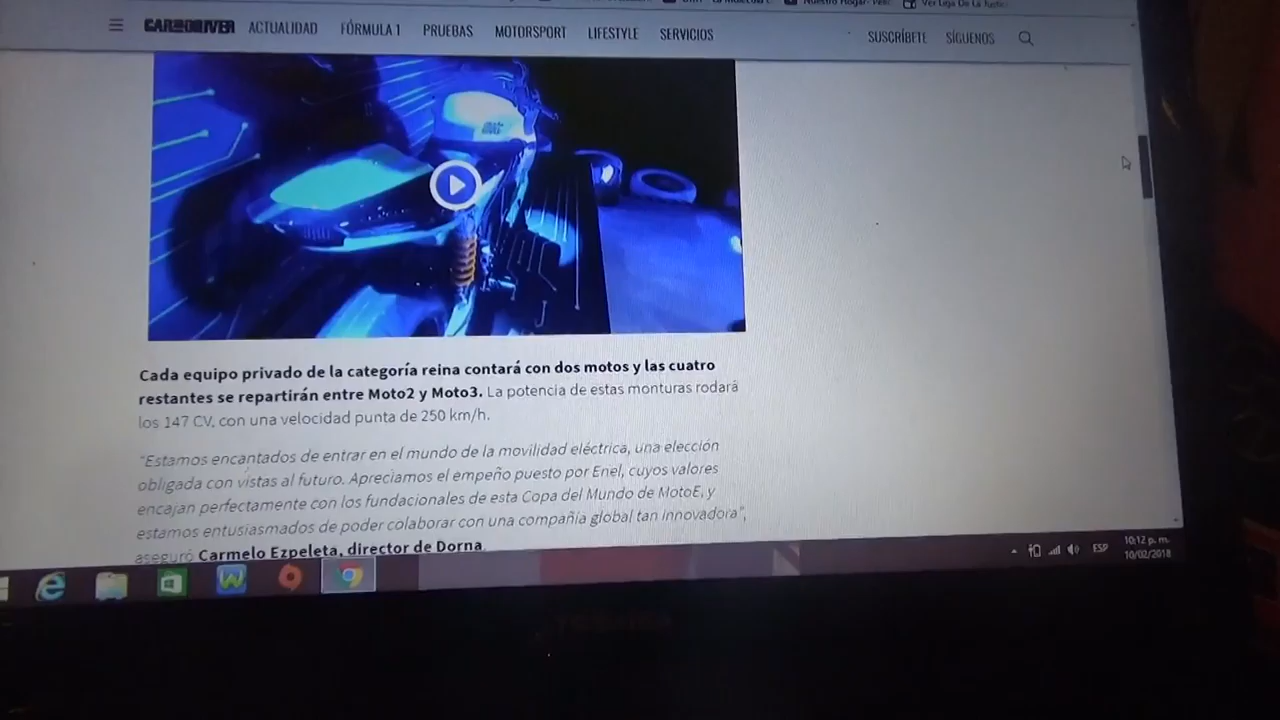 CAR and DRIVER ACTUALIDAD FÓRMULA 1 PRUEBAS MOTORSPORT LIFESTYLE SERVICIOS SUSCRÍBETE SÍGUENOS
Cada equipo privado de la categoría reina contará con dos motos y las cuatro
restantes se repartirán entre Moto2 y Moto3. La potencia de estas monturas rodará
los 147 CV, con una velocidad punta de 250 km/h.
"Estamos encantados de entrar en el mundo de la movilidad eléctrica, una elección
obligada con vistas al futuro. Apreciamos el empeño puesto por Enel, cuyos valores
encajan perfectamente con los fundacionales de esta Copa del Mundo de MotoE, y
estamos entusiasmados de poder colaborar con una compañía global tan innovadora",
aseguró Carmelo Ezpeleta, director de Dorna
ESP
10:12 p. m.
10/02/2018